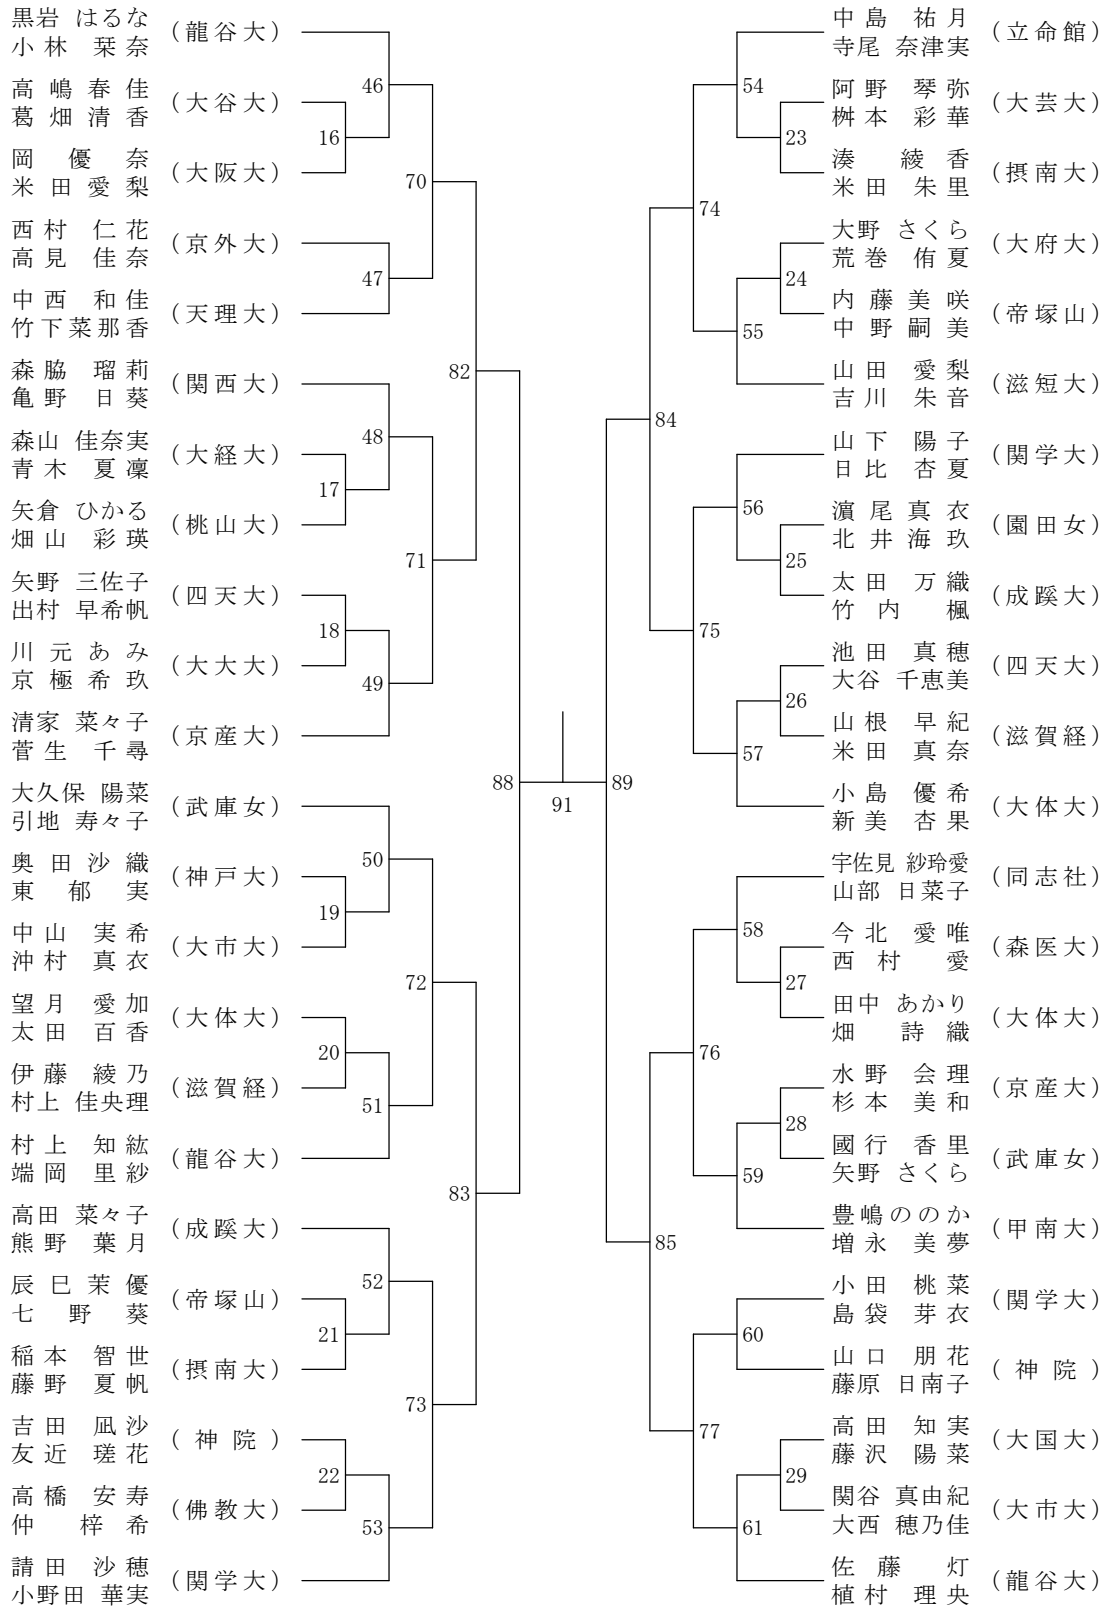 黒岩 はるな
小林 栞奈 (龍谷大)
高嶋春佳
葛畑清香 (大谷大)
岡 優奈
米田愛梨 (大阪大)
西村 仁花
高見 佳奈 (京外大)
中西 和佳
竹下菜那香 (天理大)
森脇 瑠莉
亀野 日葵 (関西大)
森山 佳奈実
青木 夏凜 (大経大)
矢倉 ひかる
畑山 彩瑛 (桃山大)
矢野 三佐子
出村 早希帆 (四天大)
川元あみ
京極希玖 (大大大)
清家 菜々子
菅生 千尋 (京産大)
大久保 陽菜
引地 寿々子 (武庫女)
奥田沙織
東 郁実 (神戸大)
中山 実希
沖村 真衣 (大市大)
望月 愛加
太田 百香 (大体大)
伊藤 綾乃
村上 佳央理 (滋賀経)
村上 知紘
端岡 里紗 (龍谷大)
高田 菜々子
熊野 葉月 (成蹊大)
辰巳茉優
七野 葵 (帝塚山)
稲本 智世
藤野 夏帆 (摂南大)
吉田 凪沙
友近 瑳花 (神院)
高橋 安寿
仲 梓希 (佛教大)
請田 沙穂
小野田 華実 (関学大)
16
17
18
19
20
21
22
46
47
48
49
50
51
52
53
70
71
72
73
82
83
88
91
89
84
85
74
75
76
77
54
55
56
57
58
59
60
61
23
24
25
26
27
28
29
中島 祐月
寺尾 奈津実 (立命館)
阿野 琴弥
桝本 彩華 (大芸大)
湊 綾香
米田 朱里 (摂南大)
大野 さくら
荒巻 侑夏 (大府大)
内藤美咲
中野嗣美 (帝塚山)
山田 愛梨
吉川 朱音 (滋短大)
山下 陽子
日比 杏夏 (関学大)
濵尾真衣
北井海玖 (園田女)
太田 万織
竹内 楓 (成蹊大)
池田 真穂
大谷 千恵美 (四天大)
山根 早紀
米田 真奈 (滋賀経)
小島 優希
新美 杏果 (大体大)
宇佐見 紗玲愛
山部 日菜子 (同志社)
今北 愛唯
西村 愛 (森医大)
田中 あかり
畑 詩織 (大体大)
水野 会理
杉本 美和 (京産大)
國行 香里
矢野 さくら (武庫女)
豊嶋ののか
増永 美夢 (甲南大)
小田 桃菜
島袋 芽衣 (関学大)
山口 朋花
藤原 日南子 (神院)
高田 知実
藤沢 陽菜 (大国大)
関谷 真由紀
大西 穂乃佳 (大市大)
佐藤 灯
植村 理央 (龍谷大)